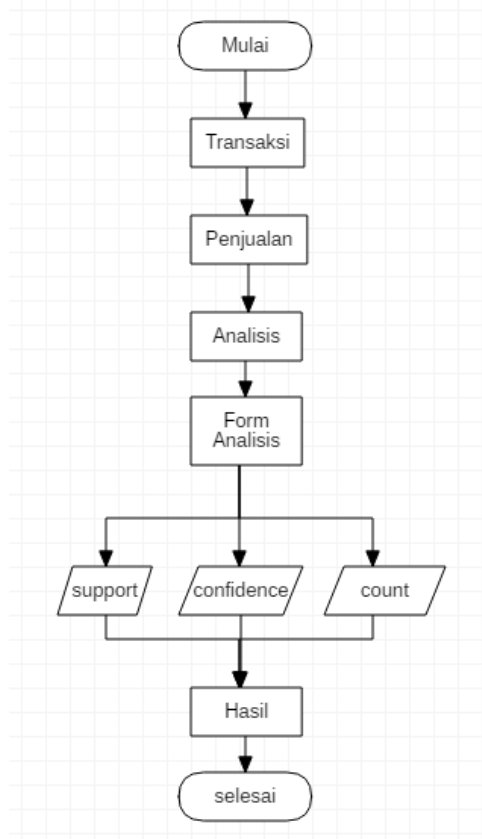 Mulai
Transaksi
Penjualan
Analisis
Form
Analisis
support
confidence
count
Hasil
selesai